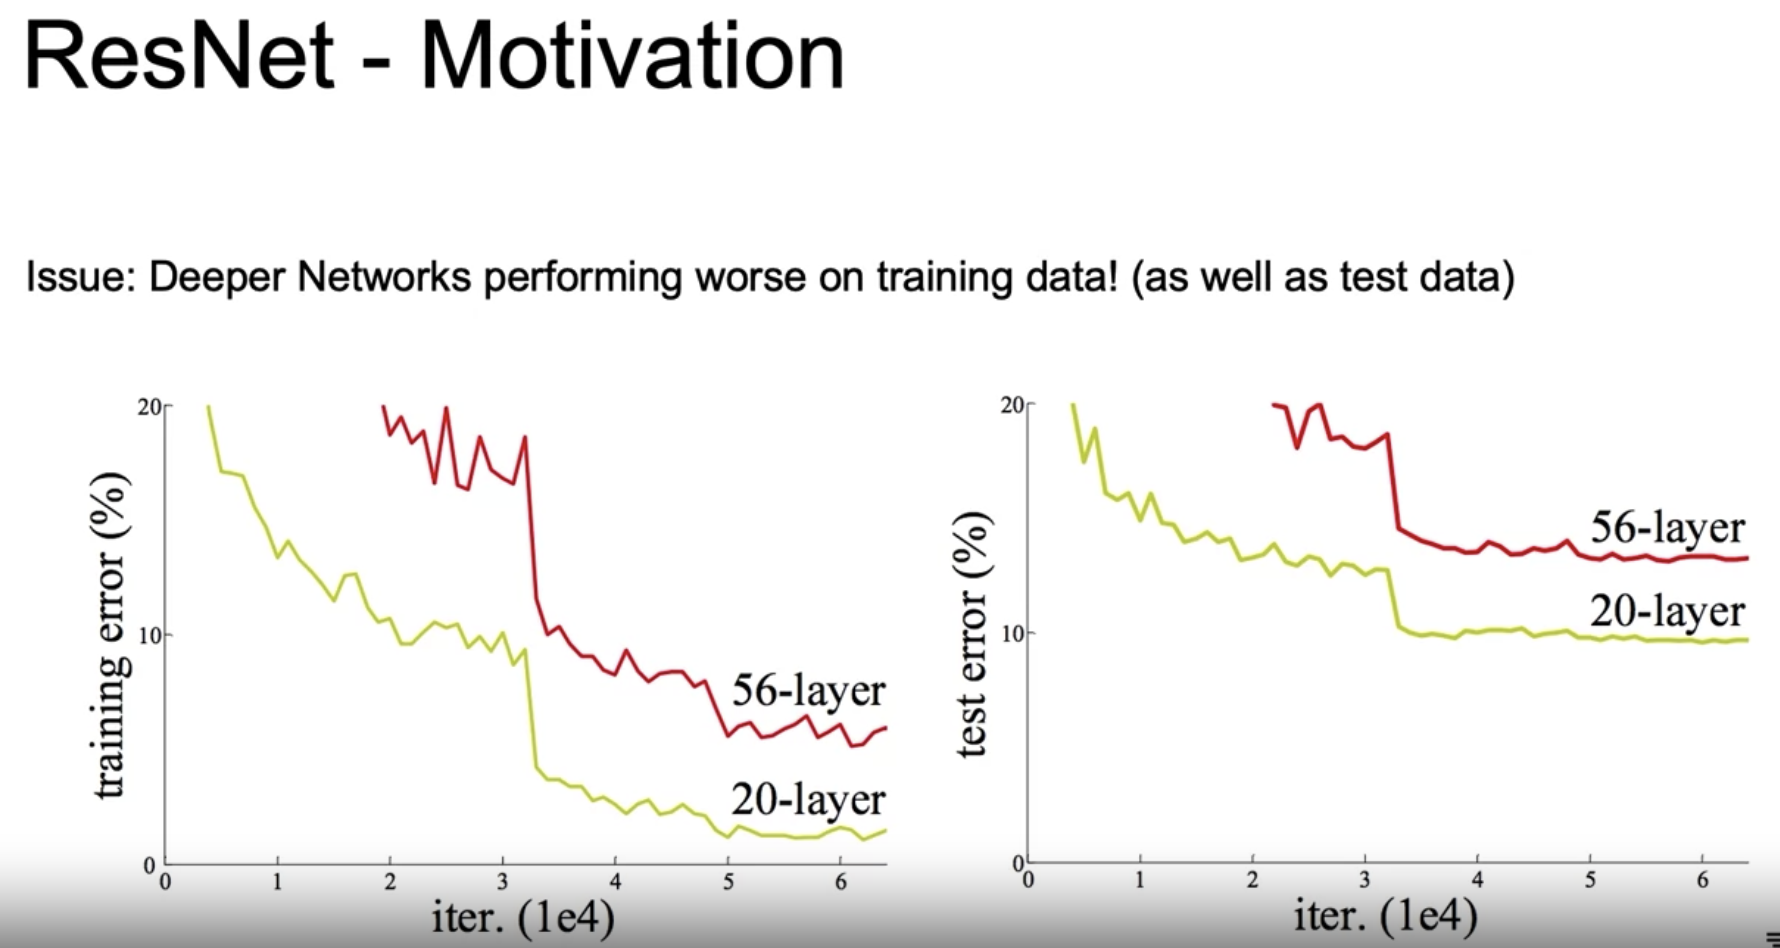 ResNet - Motivation
Issue: Deeper Networks performing worse on training data! (as well as test data)
training error (%)
20
10
0
56-layer
20-layer
0 1 2 3 4 5 6
iter. (1e4)
test error (%)
20
10
0
56-layer
20-layer
0 1 2 3 4 5 6
iter. (1e4)